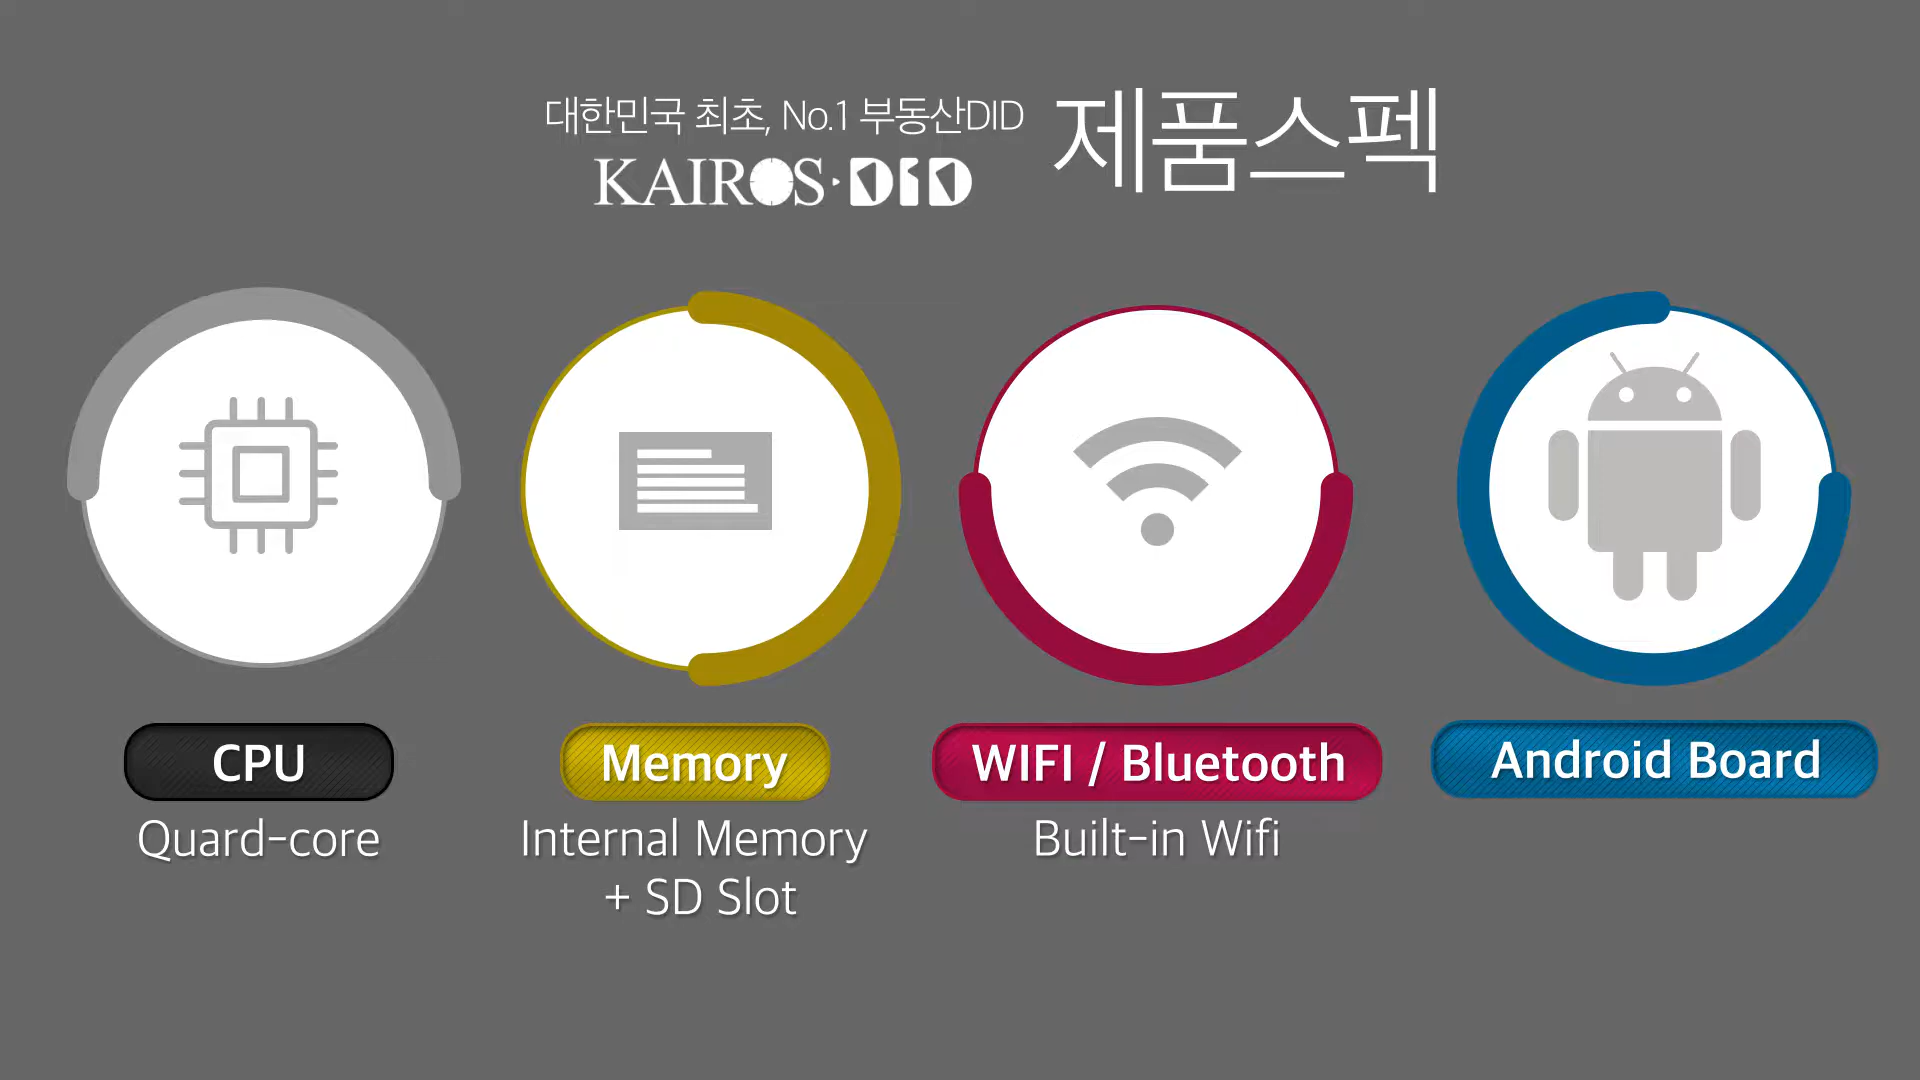 대한민국 최초, No.1 부동산DID
KAIROS·DID
제품스펙
CPU
Quard-core
Memory
Internal Memory
+ SD Slot
WIFI / Bluetooth
Built-in Wifi
Android Board